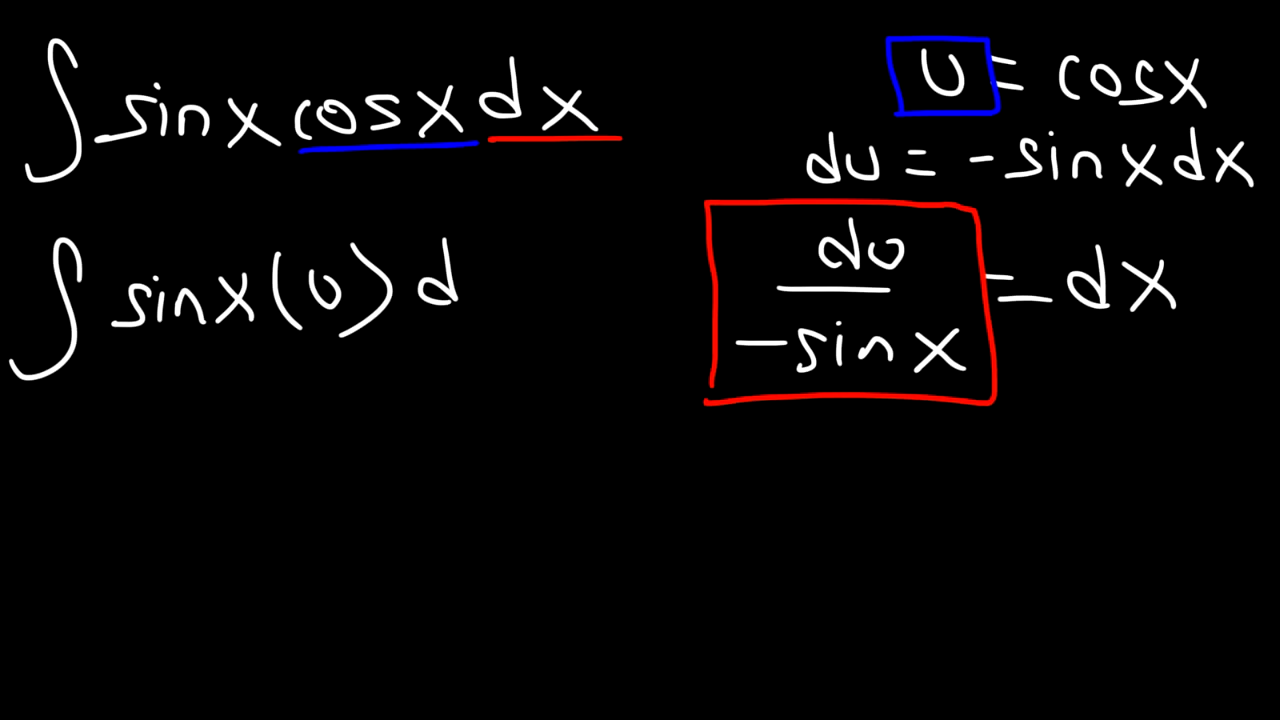 ∫ sinx cosx dx
∫ sinx (u) d
u = cosx
du = -sinx dx
du / -sinx = dx